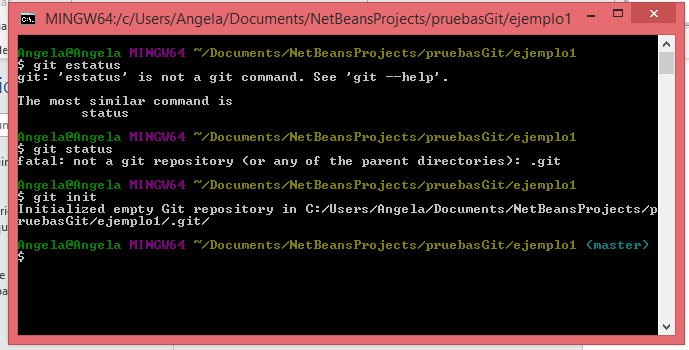 MINGW64:/c/Users/Angela/Documents/NetBeansProjects/pruebasGit/ejemplo1
Angela@Angela MINGW64 ~/Documents/NetBeansProjects/pruebasGit/ejemplo1
$ git estatus
git: 'estatus' is not a git command. See 'git --help'.
The most similar command is
status
Angela@Angela MINGW64 ~/Documents/NetBeansProjects/pruebasGit/ejemplo1
$ git status
fatal: not a git repository (or any of the parent directories): .git
Angela@Angela MINGW64 ~/Documents/NetBeansProjects/pruebasGit/ejemplo1
$ git init
Initialized empty Git repository in C:/Users/Angela/Documents/NetBeansProjects/p
ruebasGit/ejemplo1/.git/
Angela@Angela MINGW64 ~/Documents/NetBeansProjects/pruebasGit/ejemplo1 (master)
$